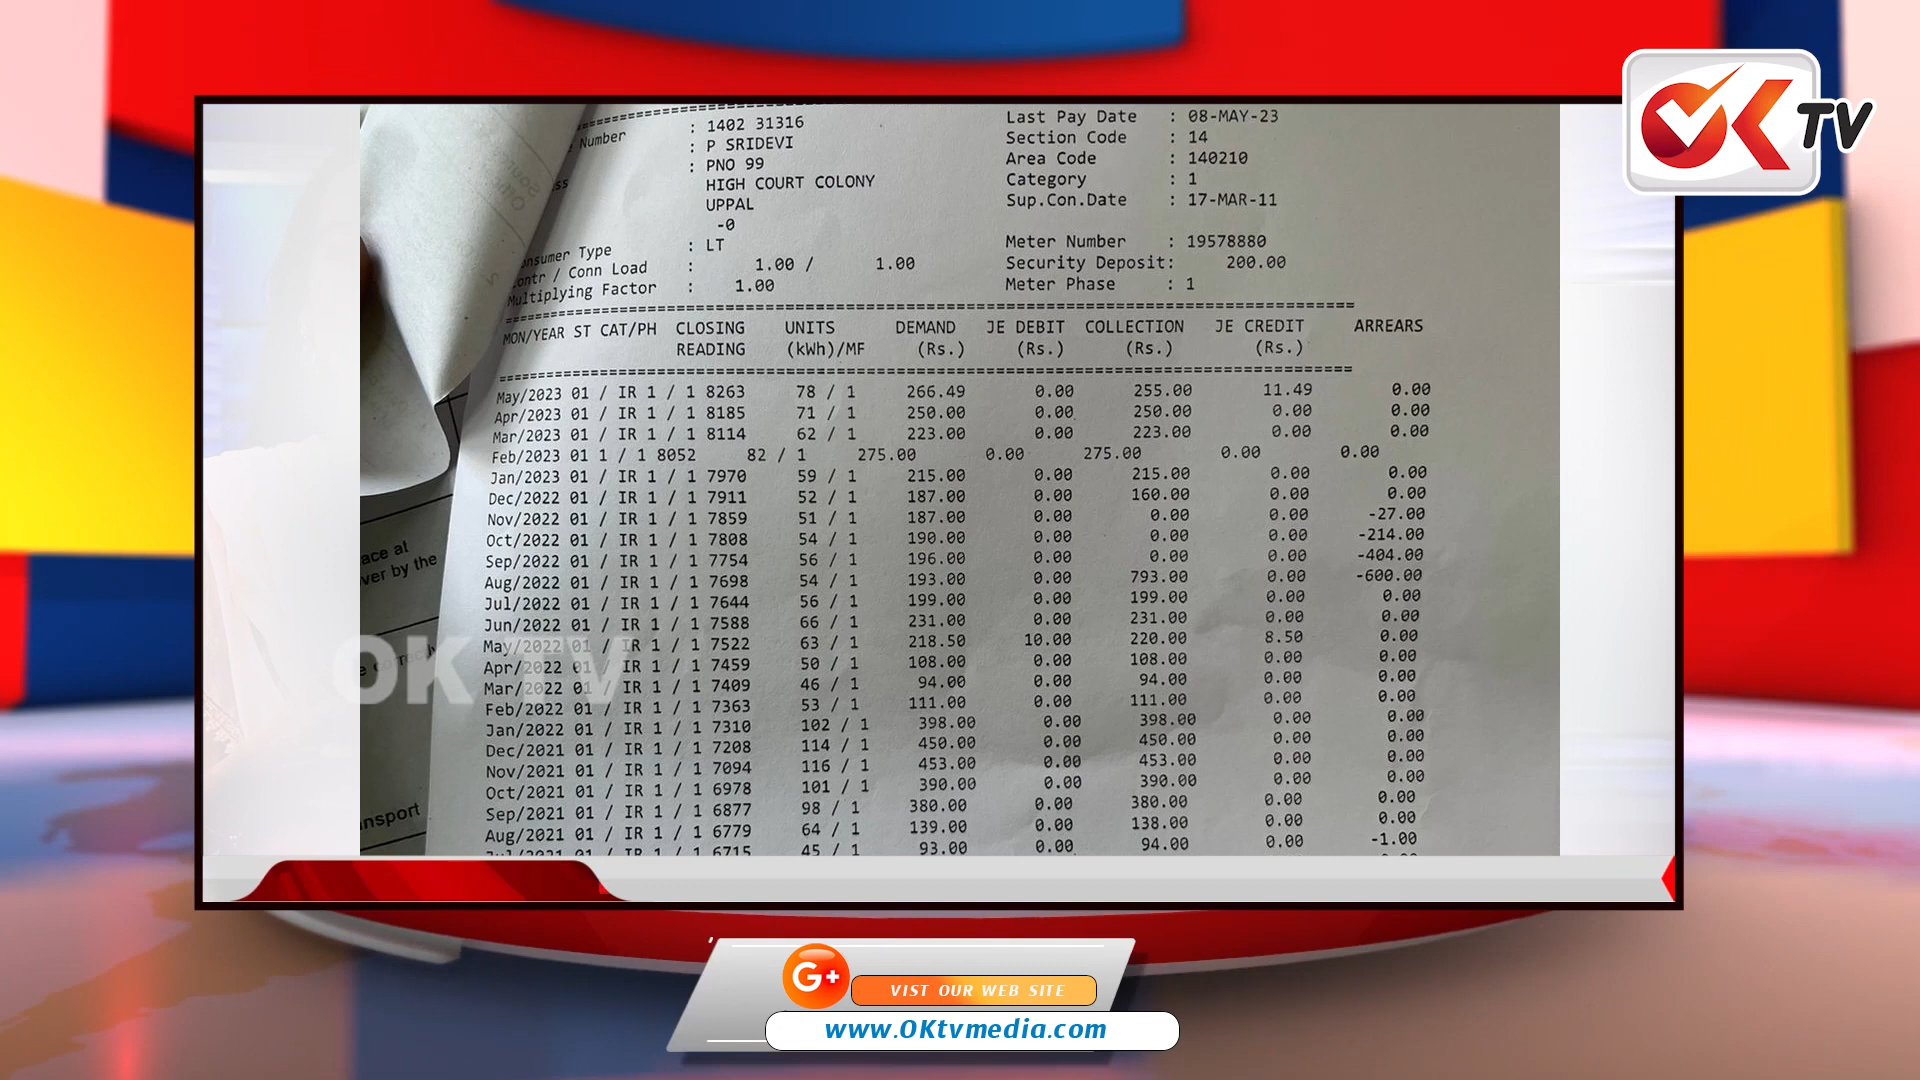 OK TV
Number : 1402 31316 Last Pay Date : 08-MAY-23
: P SRIDEVI Section Code : 14
: PNO 99 Area Code : 140210
HIGH COURT COLONY Category : 1
UPPAL Sup.Con.Date : 17-MAR-11
-0
Consumer Type : LT Meter Number : 19578880
Contr / Conn Load : 1.00 / 1.00 Security Deposit: 200.00
Multiplying Factor : 1.00 Meter Phase : 1
MON/YEAR ST CAT/PH CLOSING UNITS DEMAND JE DEBIT COLLECTION JE CREDIT ARREARS
READING (kWh)/MF (Rs.) (Rs.) (Rs.) (Rs.)
May/2023 01 / IR 1 / 1 8263 78 / 1 266.49 0.00 255.00 11.49 0.00
Apr/2023 01 / IR 1 / 1 8185 71 / 1 250.00 0.00 250.00 0.00 0.00
Mar/2023 01 / IR 1 / 1 8114 62 / 1 223.00 0.00 223.00 0.00 0.00
Feb/2023 01 1 / 1 8052 82 / 1 275.00 0.00 275.00 0.00 0.00
Jan/2023 01 / IR 1 / 1 7970 59 / 1 215.00 0.00 215.00 0.00 0.00
Dec/2022 01 / IR 1 / 1 7911 52 / 1 187.00 0.00 160.00 0.00 0.00
Nov/2022 01 / IR 1 / 1 7859 51 / 1 187.00 0.00 0.00 0.00 -27.00
Oct/2022 01 / IR 1 / 1 7808 54 / 1 190.00 0.00 0.00 0.00 -214.00
Sep/2022 01 / IR 1 / 1 7754 56 / 1 196.00 0.00 0.00 0.00 -404.00
Aug/2022 01 / IR 1 / 1 7698 54 / 1 193.00 0.00 793.00 0.00 -600.00
Jul/2022 01 / IR 1 / 1 7644 56 / 1 199.00 0.00 199.00 0.00 0.00
Jun/2022 01 / IR 1 / 1 7588 66 / 1 231.00 0.00 231.00 0.00 0.00
May/2022 01 / IR 1 / 1 7522 63 / 1 218.50 10.00 220.00 8.50 0.00
Apr/2022 01 / IR 1 / 1 7459 50 / 1 108.00 0.00 108.00 0.00 0.00
Mar/2022 01 / IR 1 / 1 7409 46 / 1 94.00 0.00 94.00 0.00 0.00
Feb/2022 01 / IR 1 / 1 7363 53 / 1 111.00 0.00 111.00 0.00 0.00
Jan/2022 01 / IR 1 / 1 7310 102 / 1 398.00 0.00 398.00 0.00 0.00
Dec/2021 01 / IR 1 / 1 7208 114 / 1 450.00 0.00 450.00 0.00 0.00
Nov/2021 01 / IR 1 / 1 7094 116 / 1 453.00 0.00 453.00 0.00 0.00
Oct/2021 01 / IR 1 / 1 6978 101 / 1 390.00 0.00 390.00 0.00 0.00
Sep/2021 01 / IR 1 / 1 6877 98 / 1 380.00 0.00 380.00 0.00 0.00
Aug/2021 01 / IR 1 / 1 6779 64 / 1 139.00 0.00 138.00 0.00 0.00
Jul/2021 01 / IR 1 / 1 6715 45 / 1 93.00 0.00 94.00 0.00 -1.00
ver by the
OK TV
G+
VIST OUR WEB SITE
www.OKtvmedia.com